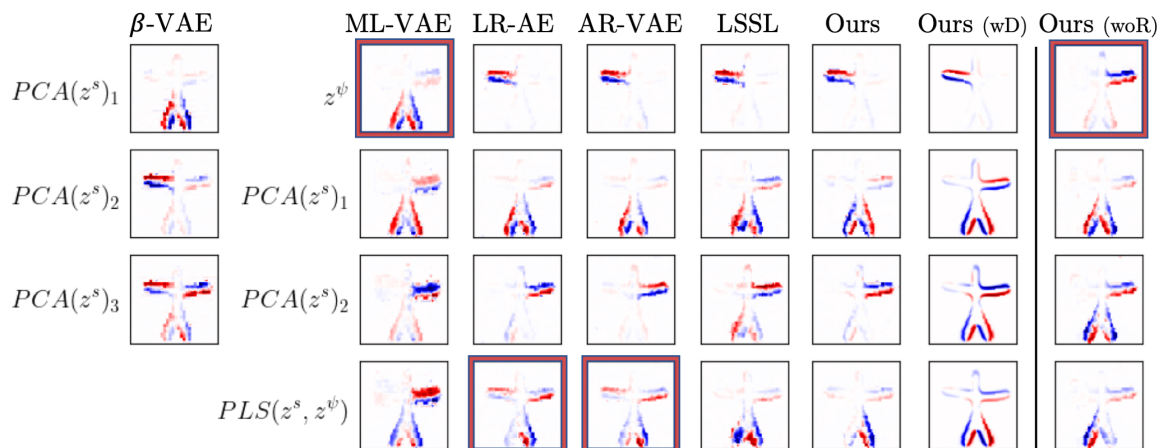 β-VAE ML-VAE LR-AE AR-VAE LSSL Ours Ours (wD) Ours (woR)
PCA(z^s)_1 z^ψ
PCA(z^s)_2 PCA(z^s)_1
PCA(z^s)_3 PCA(z^s)_2
PLS(z^s, z^ψ)